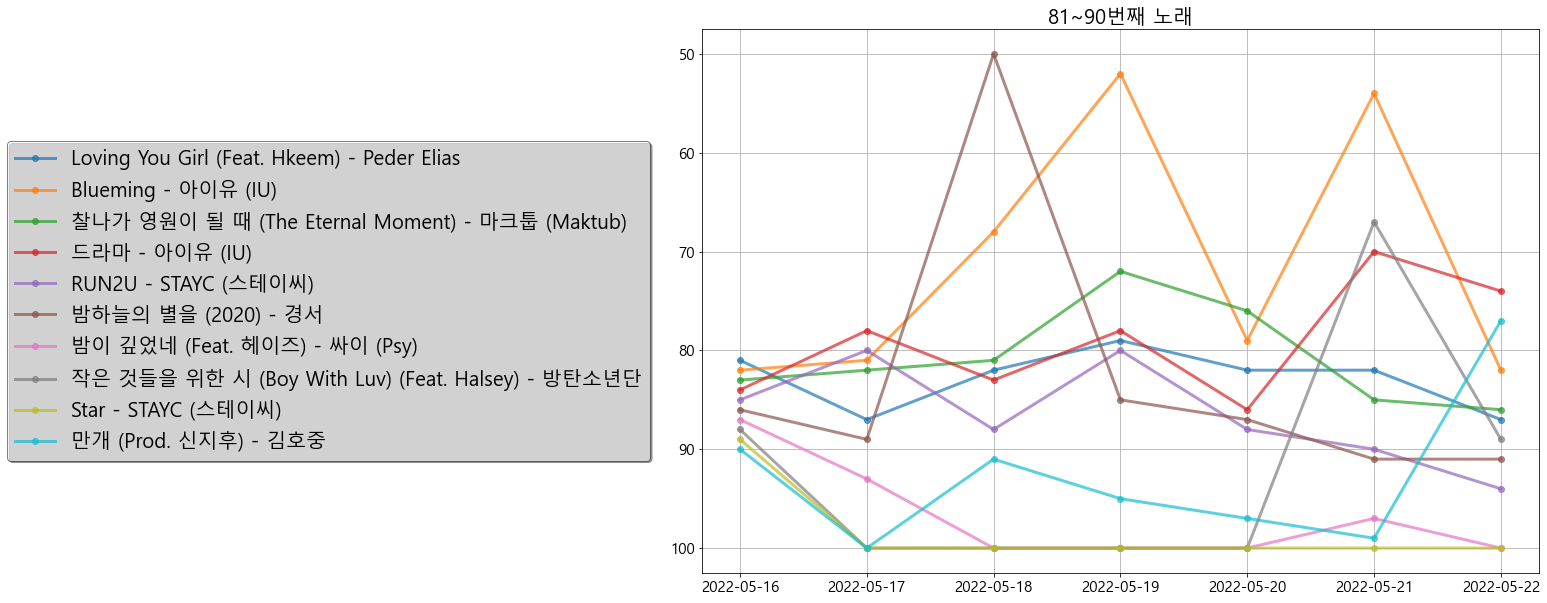 81~90번째 노래
Loving You Girl (Feat. Hkeem) - Peder Elias
Blueming - 아이유 (IU)
찰나가 영원이 될 때 (The Eternal Moment) - 마크툽 (Maktub)
드라마 - 아이유 (IU)
RUN2U - STAYC (스테이씨)
밤하늘의 별을 (2020) - 경서
밤이 깊었네 (Feat. 헤이즈) - 싸이 (Psy)
작은 것들을 위한 시 (Boy With Luv) (Feat. Halsey) - 방탄소년단
Star - STAYC (스테이씨)
만개 (Prod. 신지후) - 김호중
50
60
70
80
90
100
2022-05-16 2022-05-17 2022-05-18 2022-05-19 2022-05-20 2022-05-21 2022-05-22